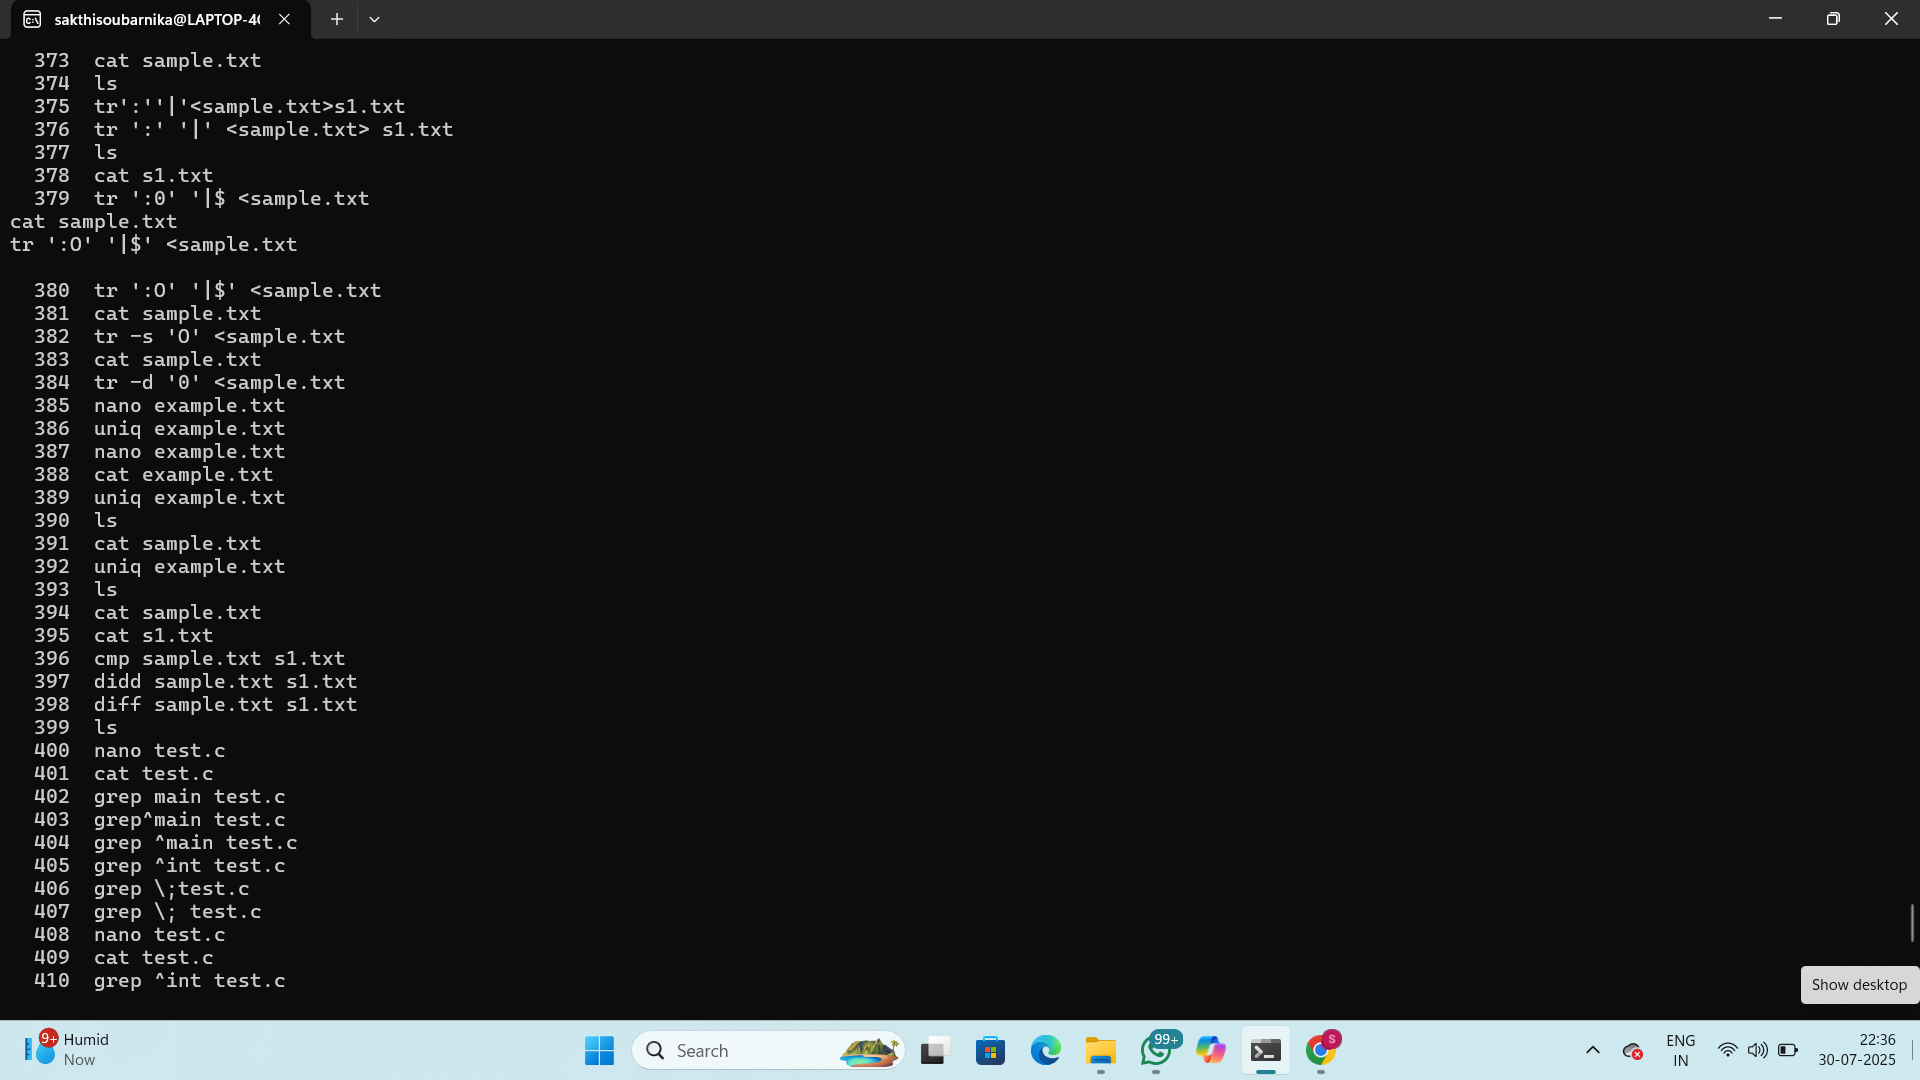 sakthisoubarnika@LAPTOP-4
373 cat sample.txt
374 ls
375 tr':''|'<sample.txt>s1.txt
376 tr ':' '|' <sample.txt> s1.txt
377 ls
378 cat s1.txt
379 tr ':0' '|$ <sample.txt
cat sample.txt
tr ':O' '|$' <sample.txt
380 tr ':O' '|$' <sample.txt
381 cat sample.txt
382 tr -s 'O' <sample.txt
383 cat sample.txt
384 tr -d '0' <sample.txt
385 nano example.txt
386 uniq example.txt
387 nano example.txt
388 cat example.txt
389 uniq example.txt
390 ls
391 cat sample.txt
392 uniq example.txt
393 ls
394 cat sample.txt
395 cat s1.txt
396 cmp sample.txt s1.txt
397 didd sample.txt s1.txt
398 diff sample.txt s1.txt
399 ls
400 nano test.c
401 cat test.c
402 grep main test.c
403 grep^main test.c
404 grep ^main test.c
405 grep ^int test.c
406 grep \;test.c
407 grep \; test.c
408 nano test.c
409 cat test.c
410 grep ^int test.c
Show desktop
9+
Humid
Now
Search
99+
S
ENG
IN
22:36
30-07-2025